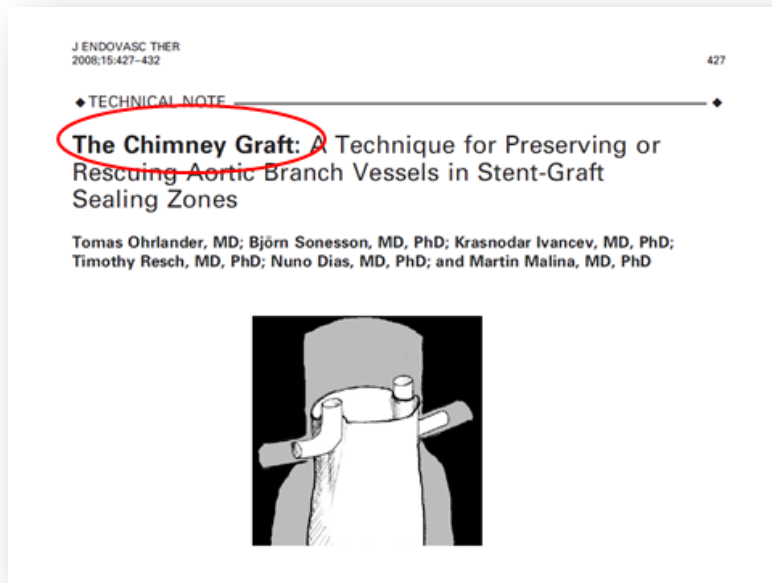 J ENDOVASC THER
2008;15:427–432
427
◆TECHNICAL NOTE ◆
The Chimney Graft: A Technique for Preserving or
Rescuing Aortic Branch Vessels in Stent-Graft
Sealing Zones
Tomas Ohrlander, MD; Björn Sonesson, MD, PhD; Krasnodar Ivancev, MD, PhD;
Timothy Resch, MD, PhD; Nuno Dias, MD, PhD; and Martin Malina, MD, PhD